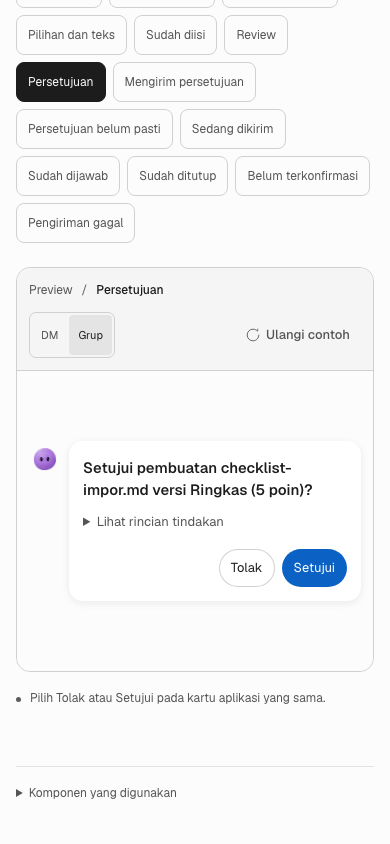 Pilihan dan teks Sudah diisi Review
Persetujuan Mengirim persetujuan
Persetujuan belum pasti Sedang dikirim
Sudah dijawab Sudah ditutup Belum terkonfirmasi
Pengiriman gagal
Preview / Persetujuan
DM Grup Ulangi contoh
Setujui pembuatan checklist-
impor.md versi Ringkas (5 poin)?
Lihat rincian tindakan
Tolak Setujui
Pilih Tolak atau Setujui pada kartu aplikasi yang sama.
Komponen yang digunakan